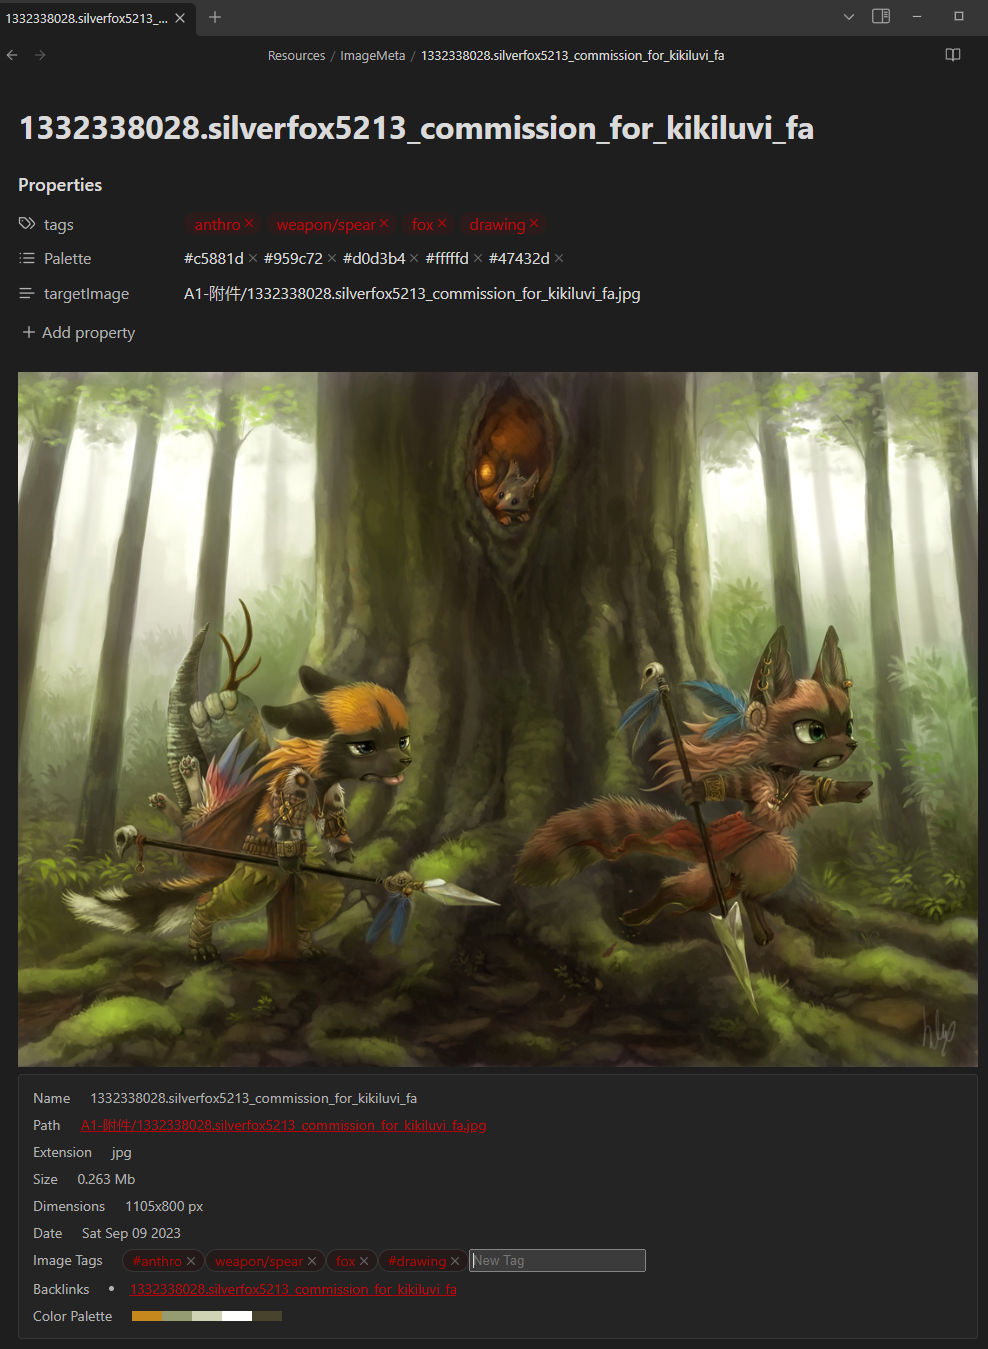 1332338028.silverfox5213_...
Resources / ImageMeta / 1332338028.silverfox5213_commission_for_kikiluvi_fa
1332338028.silverfox5213_commission_for_kikiluvi_fa
Properties
tags anthro weapon/spear fox drawing
Palette #c5881d #959c72 #d0d3b4 #fffffd #47432d
targetImage A1-附件/1332338028.silverfox5213_commission_for_kikiluvi_fa.jpg
Add property
Name 1332338028.silverfox5213_commission_for_kikiluvi_fa
Path A1-附件/1332338028.silverfox5213_commission_for_kikiluvi_fa.jpg
Extension jpg
Size 0.263 Mb
Dimensions 1105x800 px
Date Sat Sep 09 2023
Image Tags #anthro weapon/spear fox #drawing New Tag
Backlinks • 1332338028.silverfox5213_commission_for_kikiluvi_fa
Color Palette